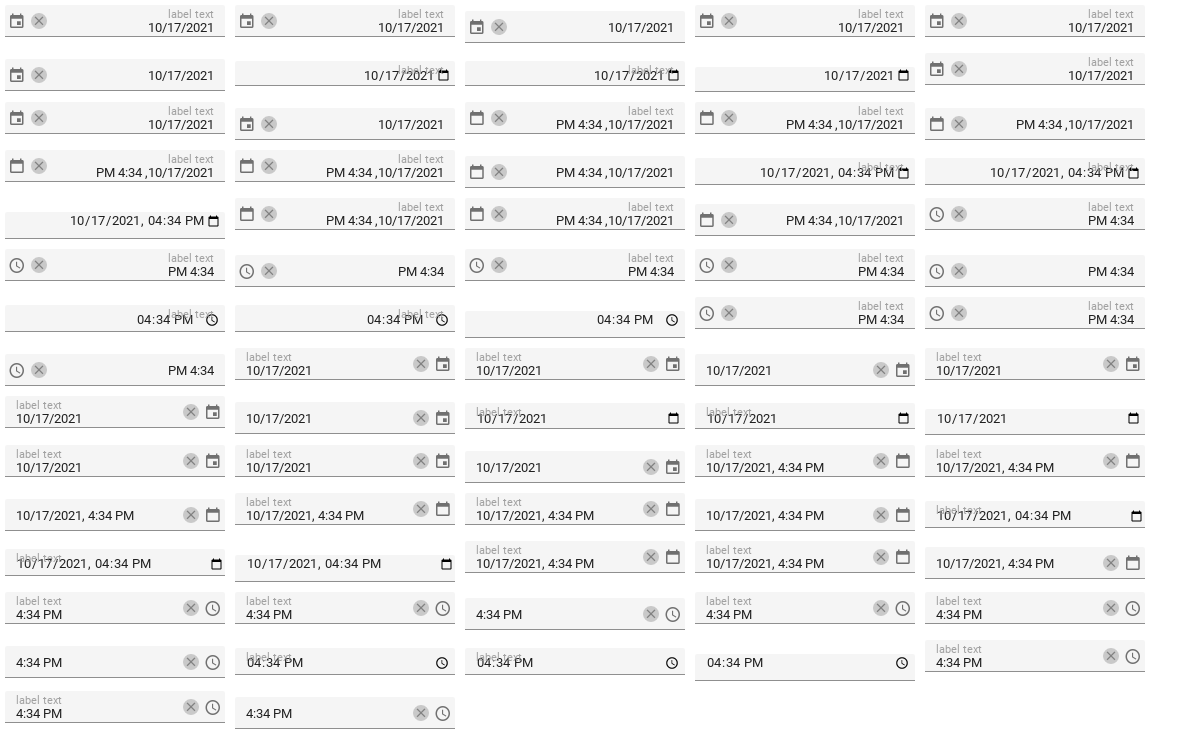 label text
10/17/2021
label text
10/17/2021
10/17/2021
label text
10/17/2021
label text
10/17/2021
10/17/2021
label text
10/17/2021
label text
10/17/2021
10/17/2021
label text
10/17/2021
label text
10/17/2021
10/17/2021
label text
PM 4:34 ,10/17/2021
label text
PM 4:34 ,10/17/2021
PM 4:34 ,10/17/2021
label text
PM 4:34 ,10/17/2021
label text
PM 4:34 ,10/17/2021
PM 4:34 ,10/17/2021
label text
10/17/2021, 04:34 PM
label text
10/17/2021, 04:34 PM
10/17/2021, 04:34 PM
label text
PM 4:34 ,10/17/2021
label text
PM 4:34 ,10/17/2021
PM 4:34 ,10/17/2021
label text
PM 4:34
label text
PM 4:34
PM 4:34
label text
PM 4:34
label text
PM 4:34
PM 4:34
label text
04:34 PM
label text
04:34 PM
04:34 PM
label text
PM 4:34
label text
PM 4:34
PM 4:34
label text
10/17/2021
label text
10/17/2021
10/17/2021
label text
10/17/2021
label text
10/17/2021
10/17/2021
label text
10/17/2021
label text
10/17/2021
10/17/2021
label text
10/17/2021
label text
10/17/2021
10/17/2021
label text
10/17/2021, 4:34 PM
label text
10/17/2021, 4:34 PM
10/17/2021, 4:34 PM
label text
10/17/2021, 4:34 PM
label text
10/17/2021, 4:34 PM
10/17/2021, 4:34 PM
label text
10/17/2021, 04:34 PM
label text
10/17/2021, 04:34 PM
10/17/2021, 04:34 PM
label text
10/17/2021, 4:34 PM
label text
10/17/2021, 4:34 PM
10/17/2021, 4:34 PM
label text
4:34 PM
label text
4:34 PM
4:34 PM
label text
4:34 PM
label text
4:34 PM
4:34 PM
label text
04:34 PM
label text
04:34 PM
04:34 PM
label text
4:34 PM
label text
4:34 PM
4:34 PM